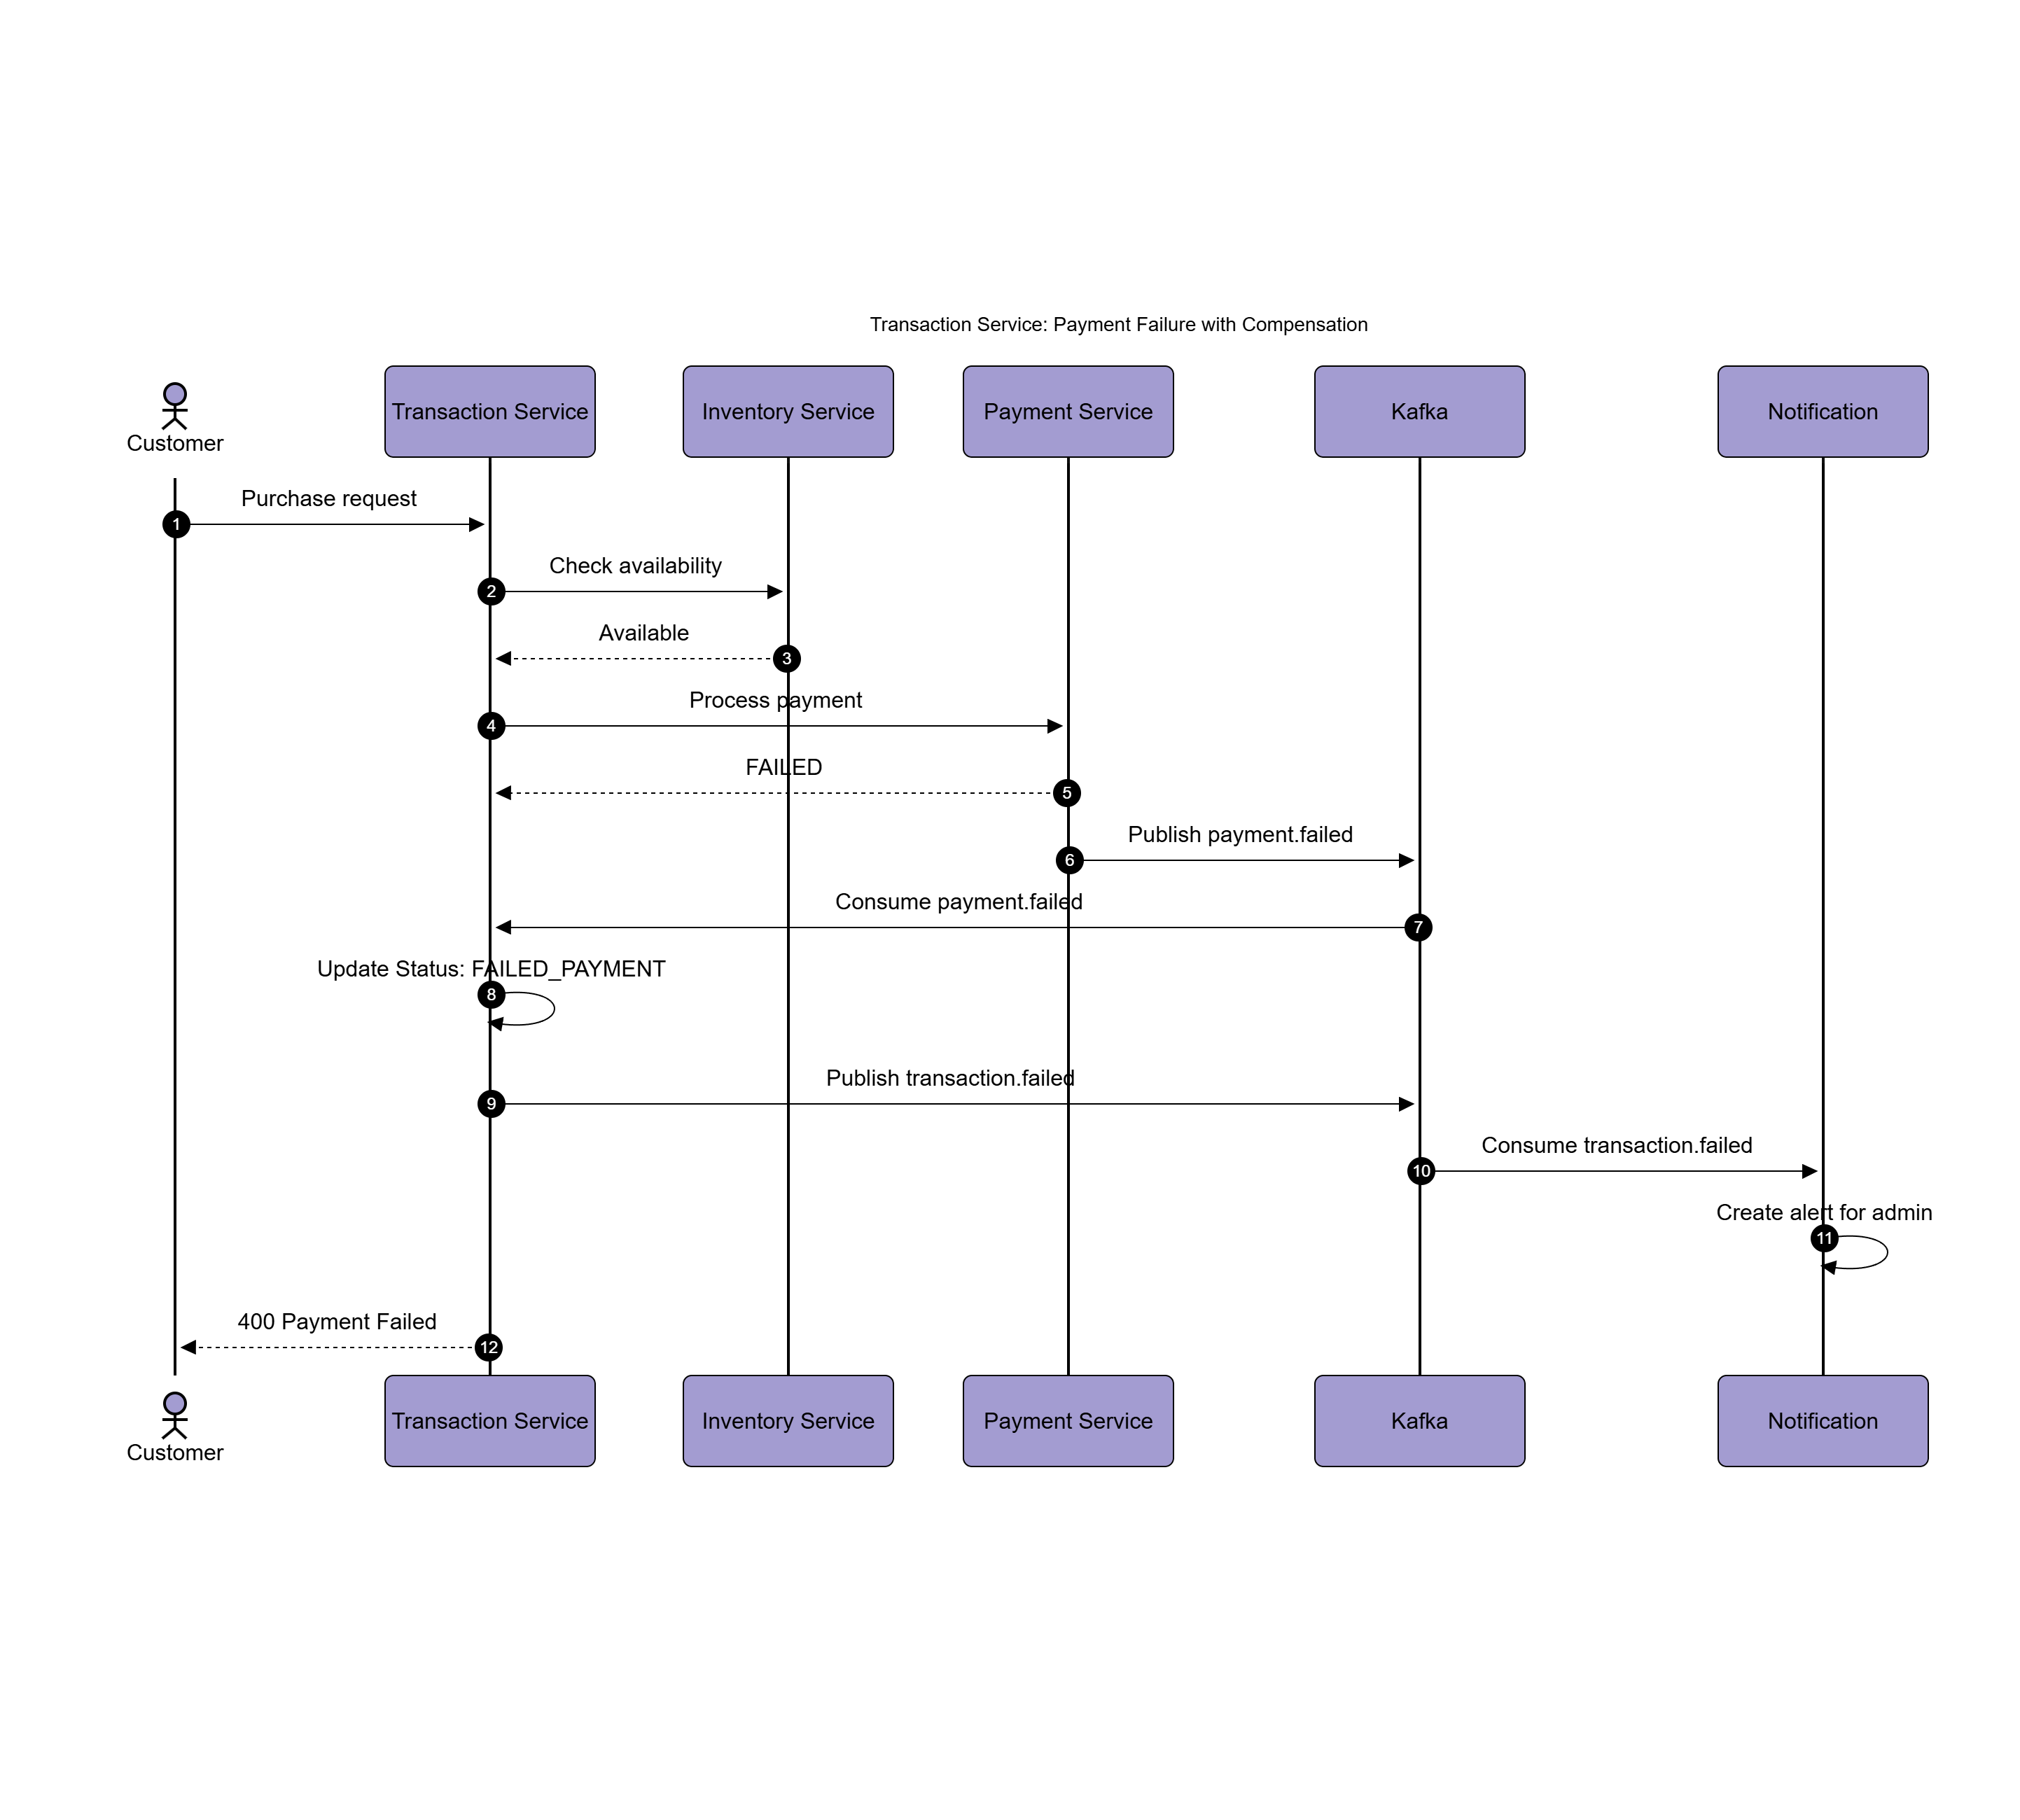 Transaction Service: Payment Failure with Compensation
Customer
Transaction Service
Inventory Service
Payment Service
Kafka
Notification
Purchase request
1
Check availability
2
Available
3
Process payment
4
FAILED
5
Publish payment.failed
6
Consume payment.failed
7
Update Status: FAILED_PAYMENT
8
Publish transaction.failed
9
Consume transaction.failed
10
Create alert for admin
11
400 Payment Failed
12
Customer
Transaction Service
Inventory Service
Payment Service
Kafka
Notification